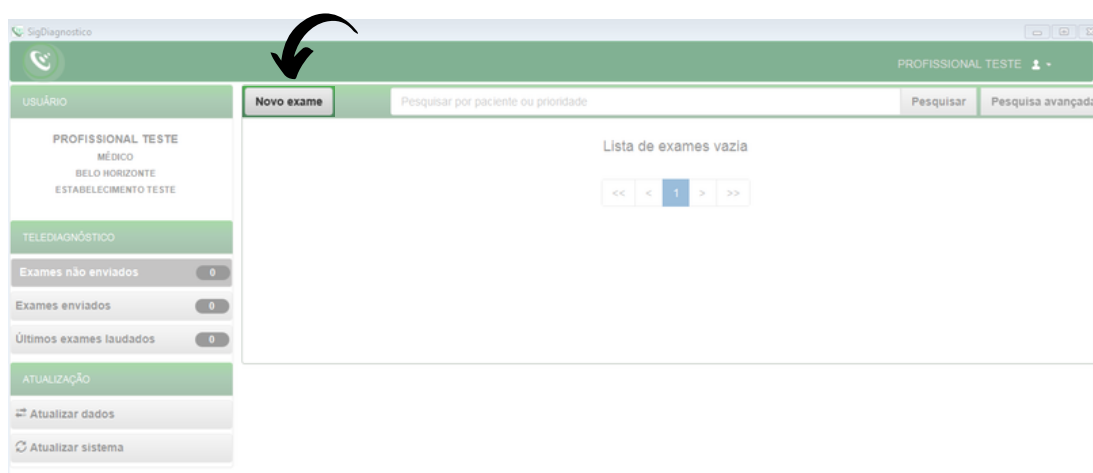 SigDiagnostico
PROFISSIONAL TESTE
USUÁRIO
PROFISSIONAL TESTE
MÉDICO
BELO HORIZONTE
ESTABELECIMENTO TESTE
TELEDIAGNÓSTICO
Exames não enviados 0
Exames enviados 0
Últimos exames laudados 0
ATUALIZAÇÃO
Atualizar dados
Atualizar sistema
Novo exame Pesquisar por paciente ou prioridade Pesquisar Pesquisa avançada
Lista de exames vazia
<< < 1 > >>